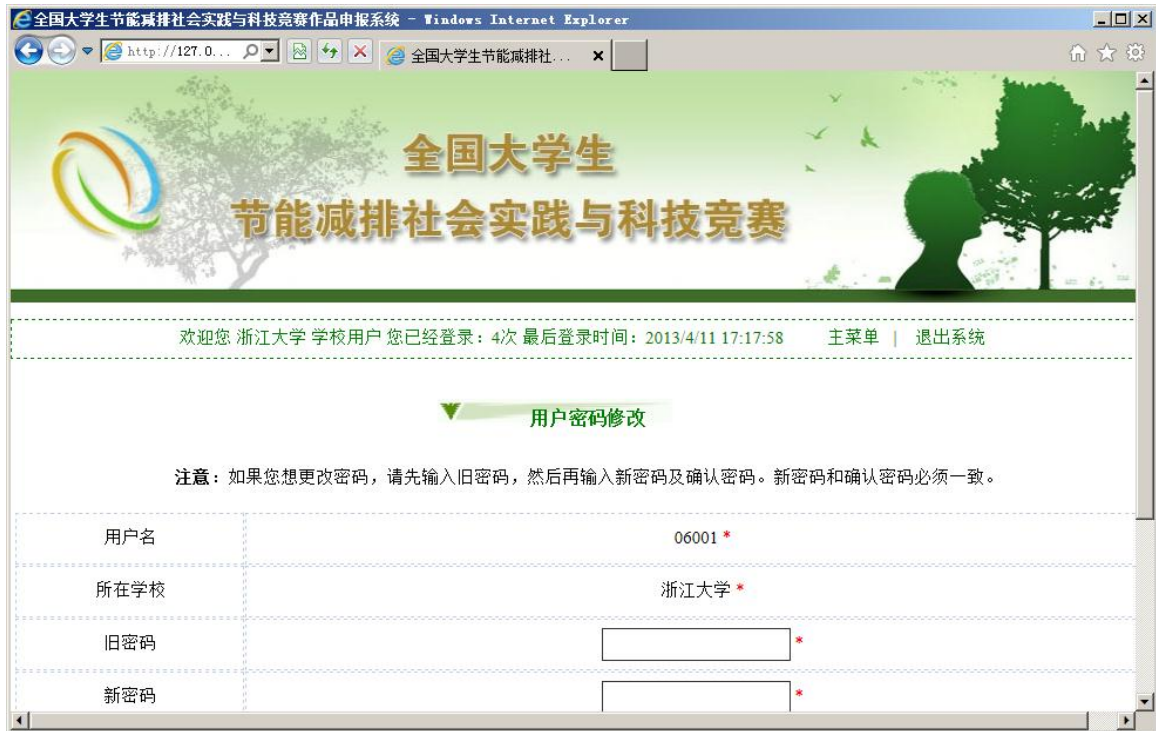 全国大学生节能减排社会实践与科技竞赛作品申报系统 - Windows Internet Explorer
http://127.0...
全国大学生节能减排社...
全国大学生
节能减排社会实践与科技竞赛
欢迎您 浙江大学 学校用户 您已经登录：4次 最后登录时间：2013/4/11 17:17:58 主菜单 | 退出系统
用户密码修改
注意：如果您想更改密码，请先输入旧密码，然后再输入新密码及确认密码。新密码和确认密码必须一致。
用户名 06001 *
所在学校 浙江大学 *
旧密码 *
新密码 *